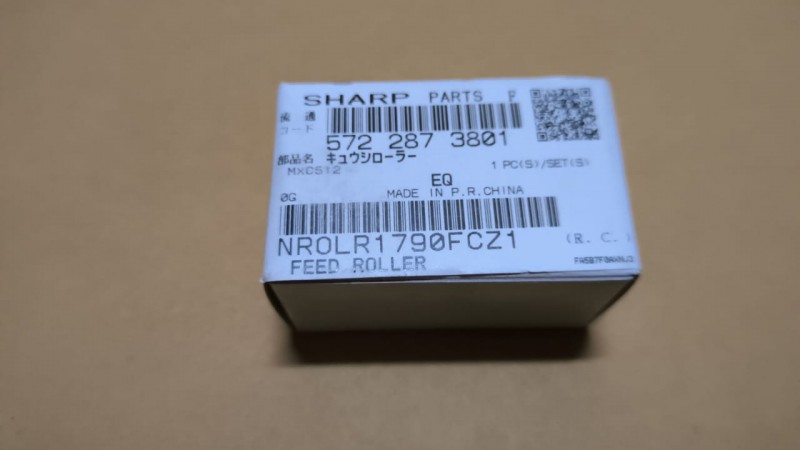 SHARP PARTS F
共通
コード
572 287 3801
部品名 キュウシローラー
MXCS12
1 PC(S)/SET(S)
EQ
0G MADE IN P.R.CHINA
NROLR1790FCZ1
(R.C.)
FEED ROLLER